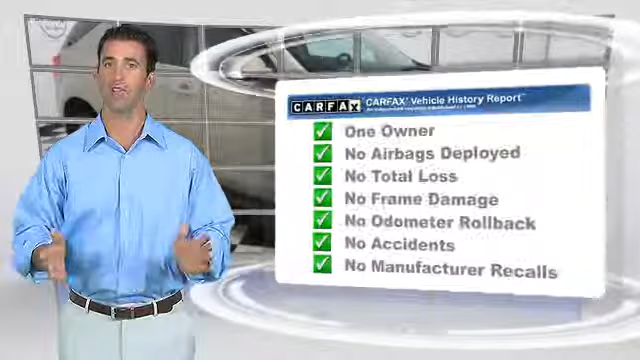 CARFAX CARFAX Vehicle History Report™
One Owner
No Airbags Deployed
No Total Loss
No Frame Damage
No Odometer Rollback
No Accidents
No Manufacturer Recalls